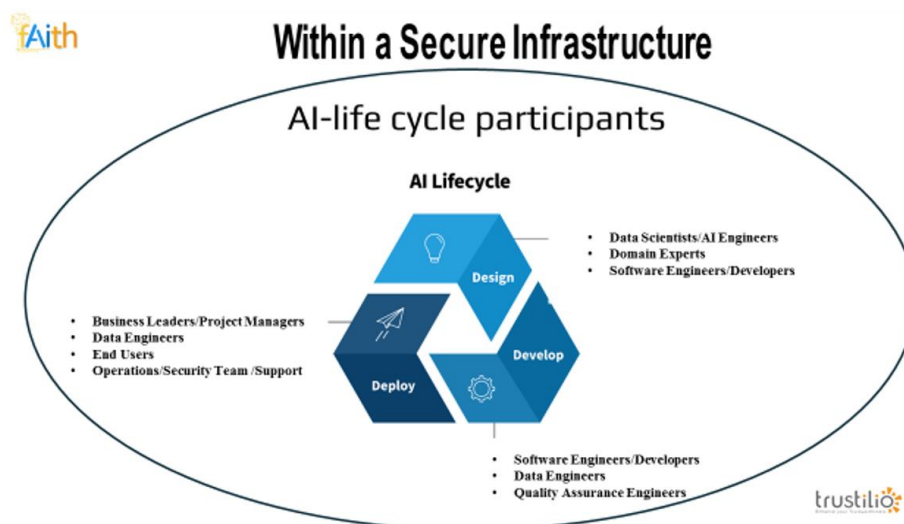 fAith
Within a Secure Infrastructure
AI-life cycle participants
AI Lifecycle
Design
• Data Scientists/AI Engineers
• Domain Experts
• Software Engineers/Developers
• Business Leaders/Project Managers
• Data Engineers
• End Users
• Operations/Security Team /Support
Deploy
Develop
• Software Engineers/Developers
• Data Engineers
• Quality Assurance Engineers
trustilio